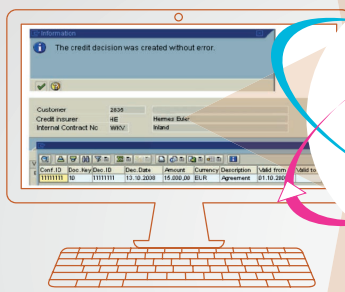 Information
The credit decision was created without error.
Customer 2836
Credit insurer HE Hermes Euler
Internal Contract No WKV. Inland
Conf.ID Doc.Key Dec.ID Dec.Date Amount Currency Description Valid from Valid to
11111111 10 11111111 13.10.2008 15.000,00 EUR Agreement